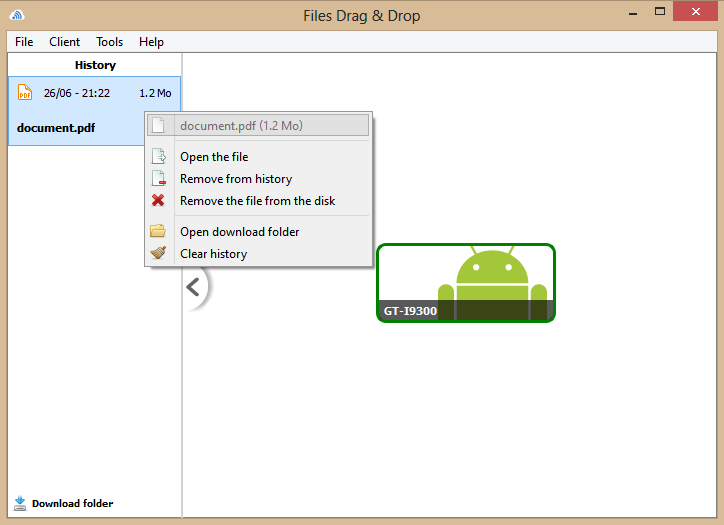 Files Drag & Drop
File Client Tools Help
History
PDF
26/06 - 21:22 1.2 Mo
document.pdf
document.pdf (1.2 Mo)
Open the file
Remove from history
Remove the file from the disk
Open download folder
Clear history
GT-I9300
Download folder